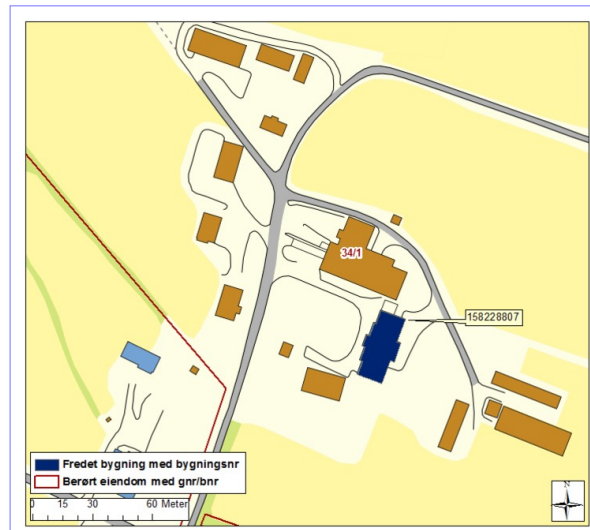 34/1
158228807
Fredet bygning med bygningsnr
Berørt eiendom med gnr/bnr
0 15 30 60 Meter
N